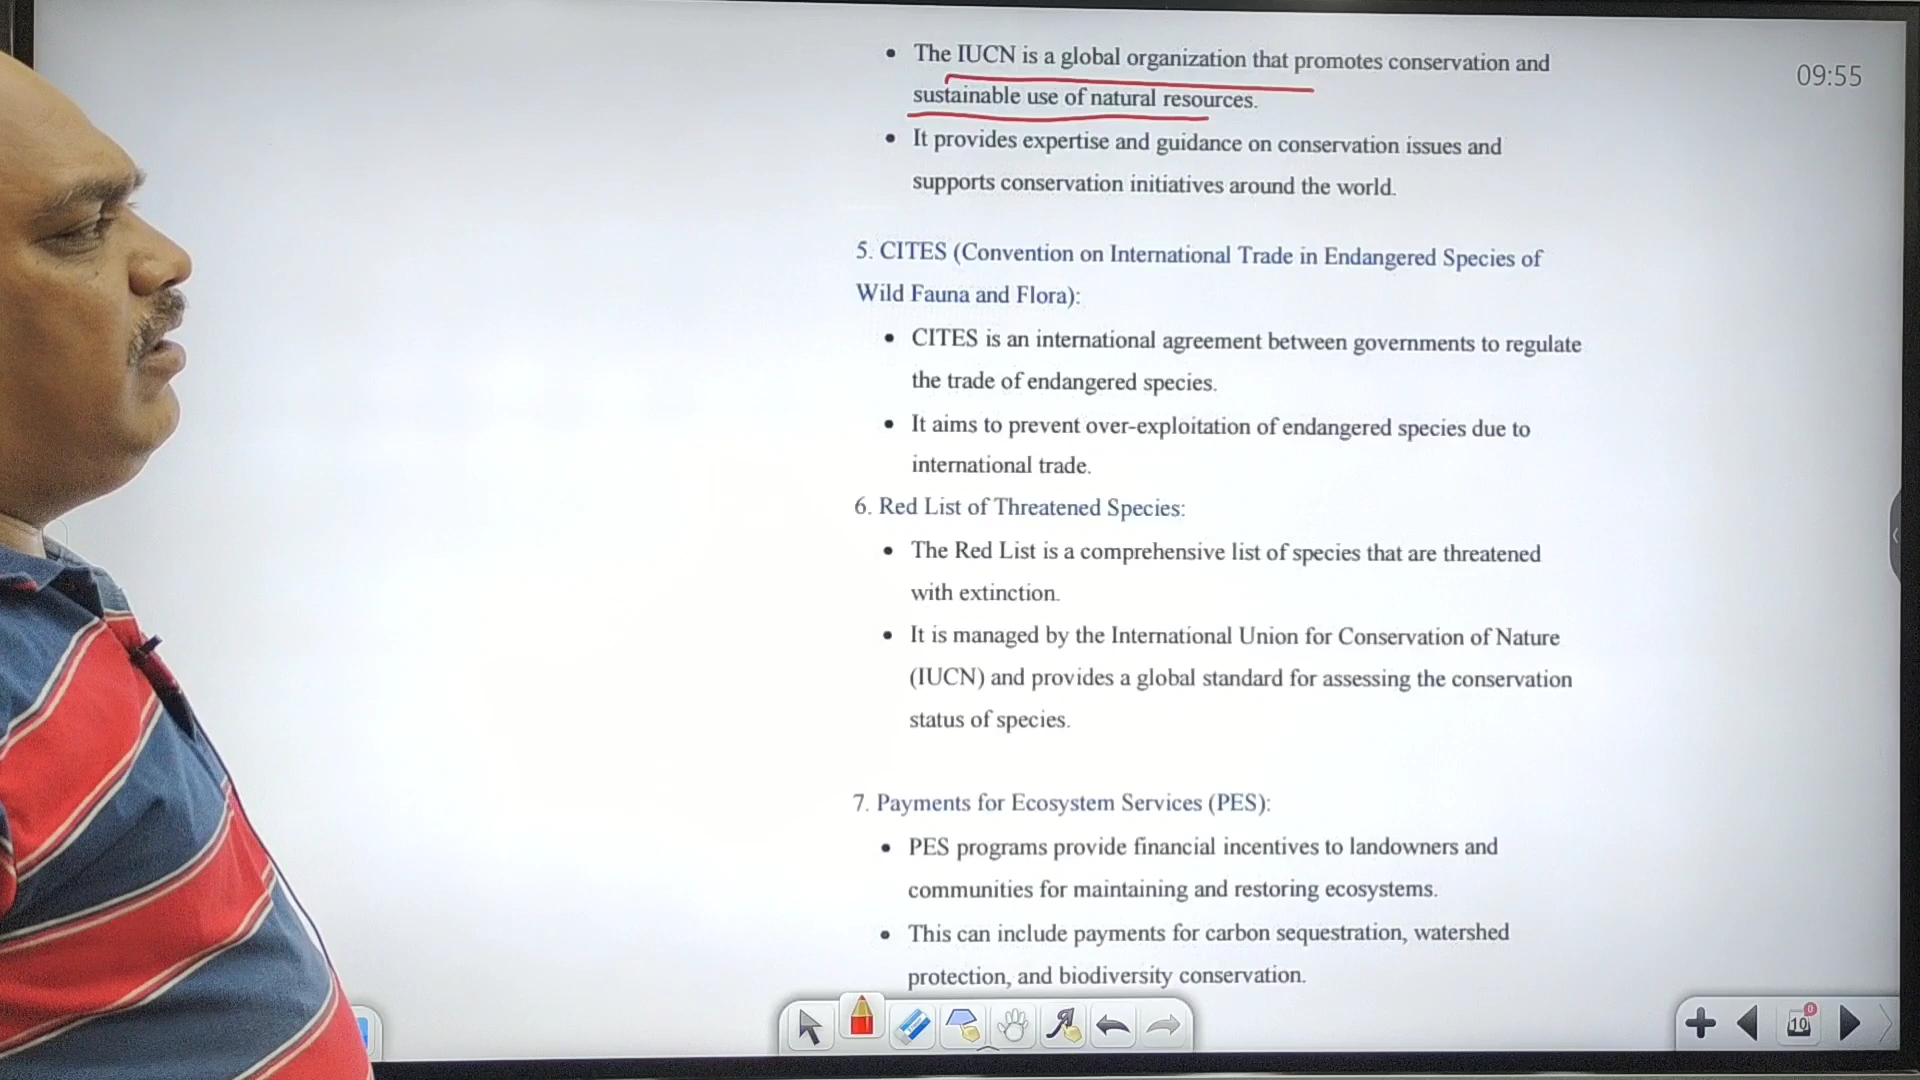 The IUCN is a global organization that promotes conservation and
sustainable use of natural resources.
It provides expertise and guidance on conservation issues and
supports conservation initiatives around the world.
09:55
5. CITES (Convention on International Trade in Endangered Species of
Wild Fauna and Flora):
CITES is an international agreement between governments to regulate
the trade of endangered species.
It aims to prevent over-exploitation of endangered species due to
international trade.
6. Red List of Threatened Species:
The Red List is a comprehensive list of species that are threatened
with extinction.
It is managed by the International Union for Conservation of Nature
(IUCN) and provides a global standard for assessing the conservation
status of species.
7. Payments for Ecosystem Services (PES):
PES programs provide financial incentives to landowners and
communities for maintaining and restoring ecosystems.
This can include payments for carbon sequestration, watershed
protection, and biodiversity conservation.
10
0